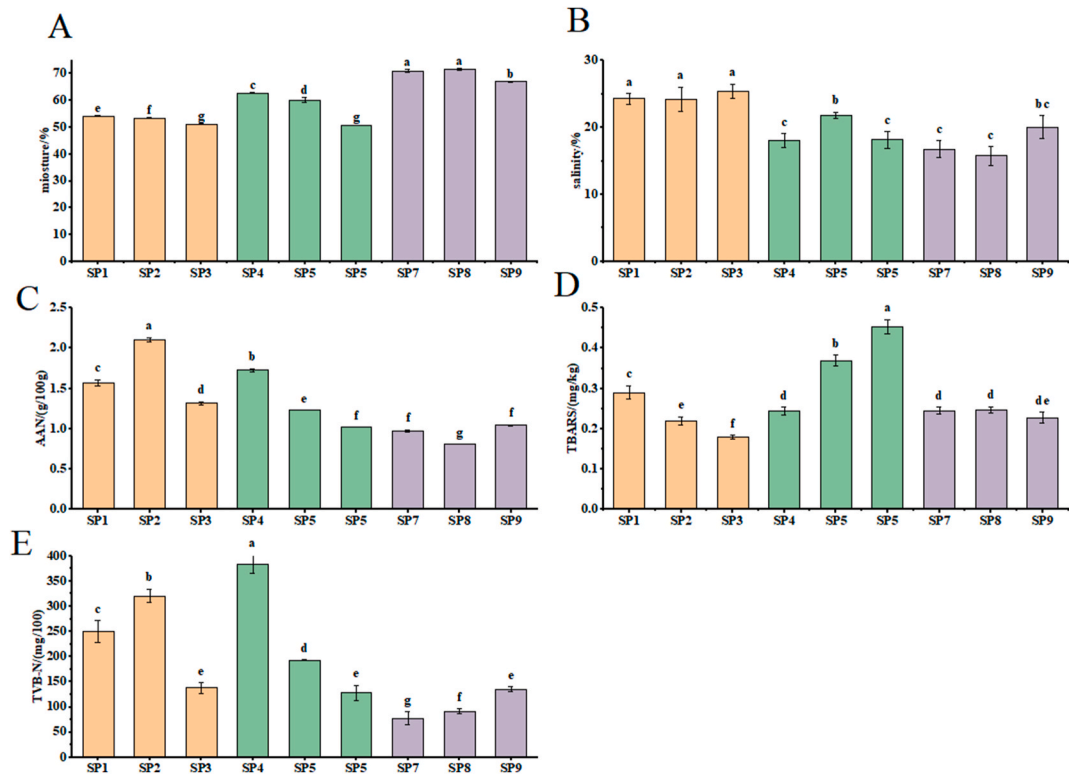 A
miosture/%
70
60
50
40
30
20
10
0
e
f
g
c
d
g
a
a
b
SP1 SP2 SP3 SP4 SP5 SP5 SP7 SP8 SP9
B
salinity/%
30
20
10
0
a
a
a
c
b
c
c
c
bc
SP1 SP2 SP3 SP4 SP5 SP5 SP7 SP8 SP9
C
AAN/(g/100g)
2.5
2.0
1.5
1.0
0.5
0.0
c
a
d
b
e
f
f
g
f
SP1 SP2 SP3 SP4 SP5 SP5 SP7 SP8 SP9
D
TBARS/(mg/kg)
0.5
0.4
0.3
0.2
0.1
0.0
c
e
f
d
b
a
d
d
de
SP1 SP2 SP3 SP4 SP5 SP5 SP7 SP8 SP9
E
TVB-N/(mg/100)
400
350
300
250
200
150
100
50
0
c
b
e
a
d
e
g
f
e
SP1 SP2 SP3 SP4 SP5 SP5 SP7 SP8 SP9